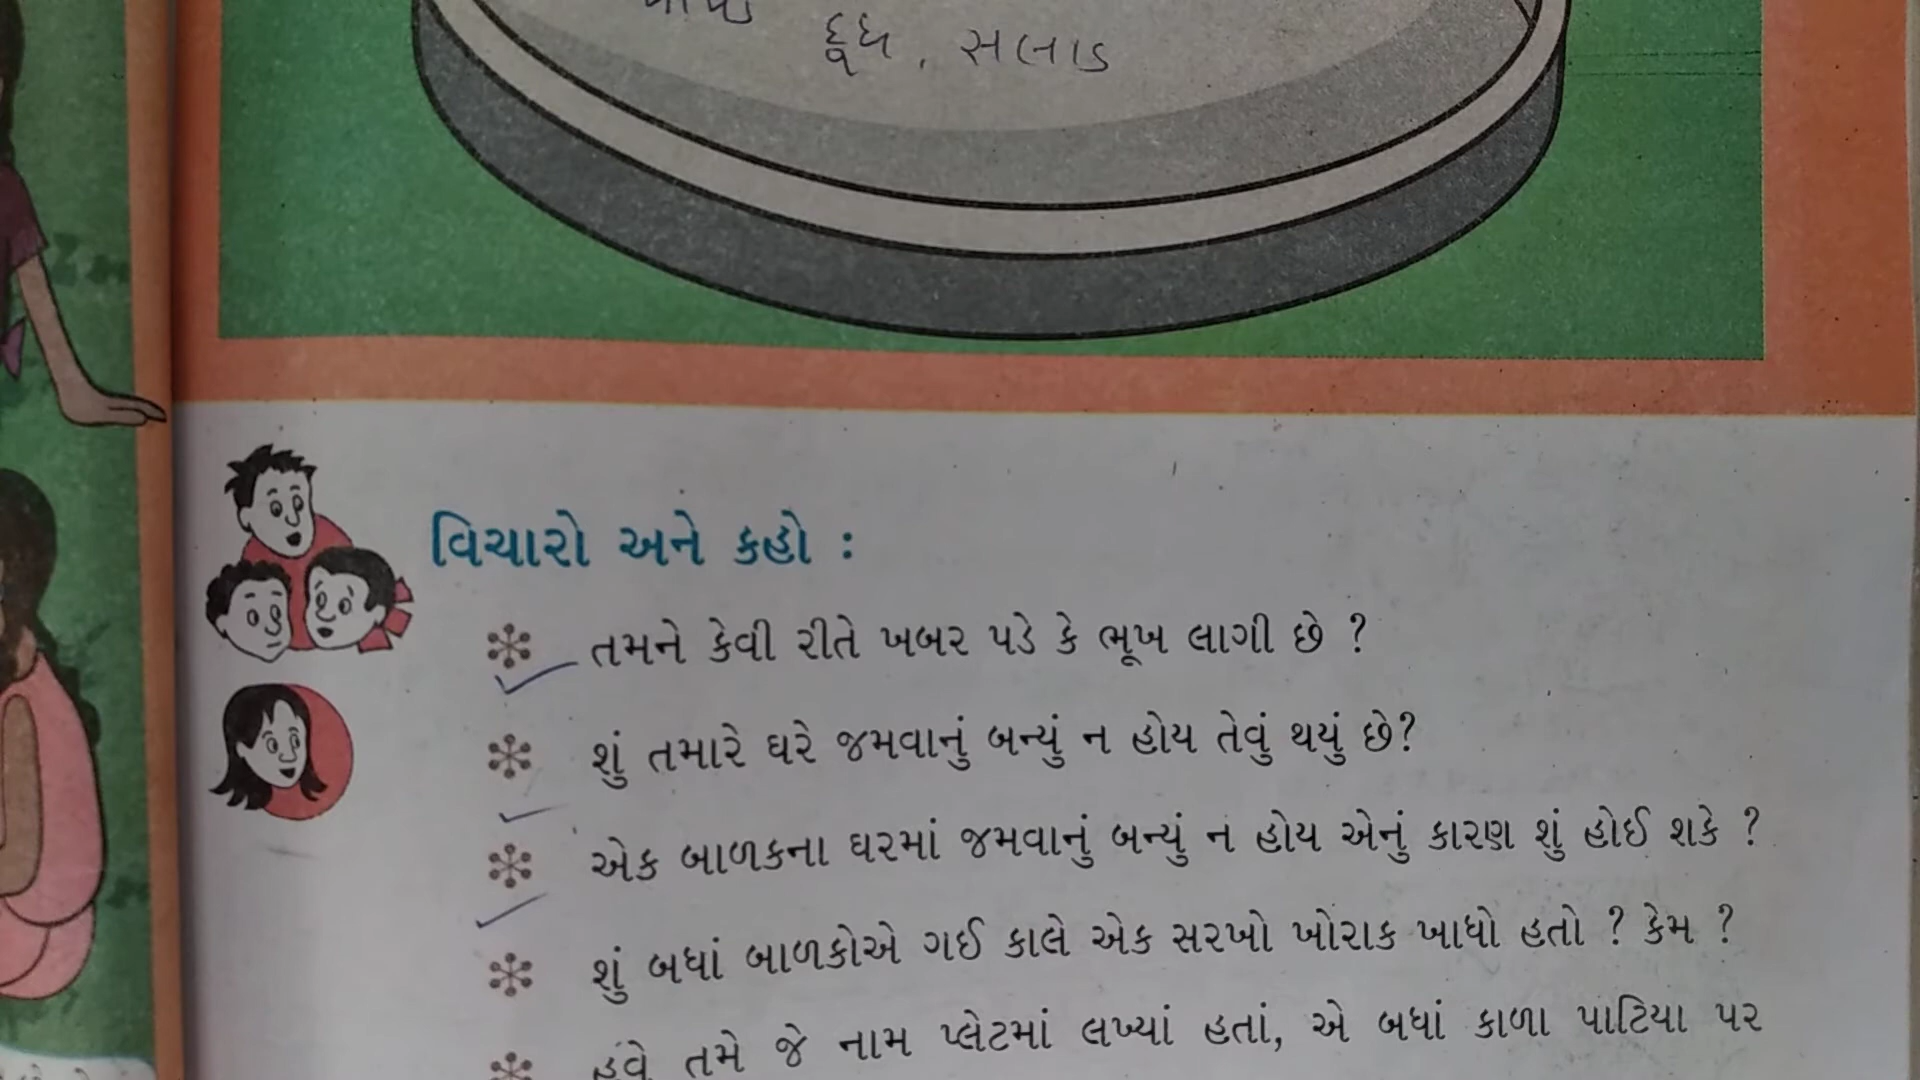 દૂધ, સલાડ
વિચારો અને કહો :
તમને કેવી રીતે ખબર પડે કે ભૂખ લાગી છે ?
શું તમારે ઘરે જમવાનું બન્યું ન હોય તેવું થયું છે?
એક બાળકના ઘરમાં જમવાનું બન્યું ન હોય એનું કારણ શું હોઈ શકે ?
શું બધાં બાળકોએ ગઈ કાલે એક સરખો ખોરાક ખાધો હતો ? કેમ ?
હવે તમે જે નામ પ્લેટમાં લખ્યાં હતાં, એ બધાં કાળા પાટિયા પર